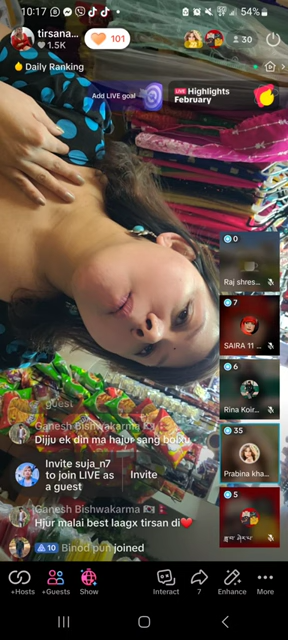 10:17
54%
tirsana...
1.5K
101
30
Daily Ranking
Add LIVE goal
LIVE Highlights
February
0
Raj shres...
7
SAIRA 11 ...
6
Rina Koir...
35
Prabina kha...
5
guest
Ganesh Bishwakarma
Dijju ek din ma hajur sang bolxu
Invite suja_n7
to join LIVE as
a guest
Invite
Ganesh Bishwakarma
Hjur malai best laagx tirsan di❤️
10 Binod pun joined
+Hosts
+Guests
Show
Interact
7
Enhance
More